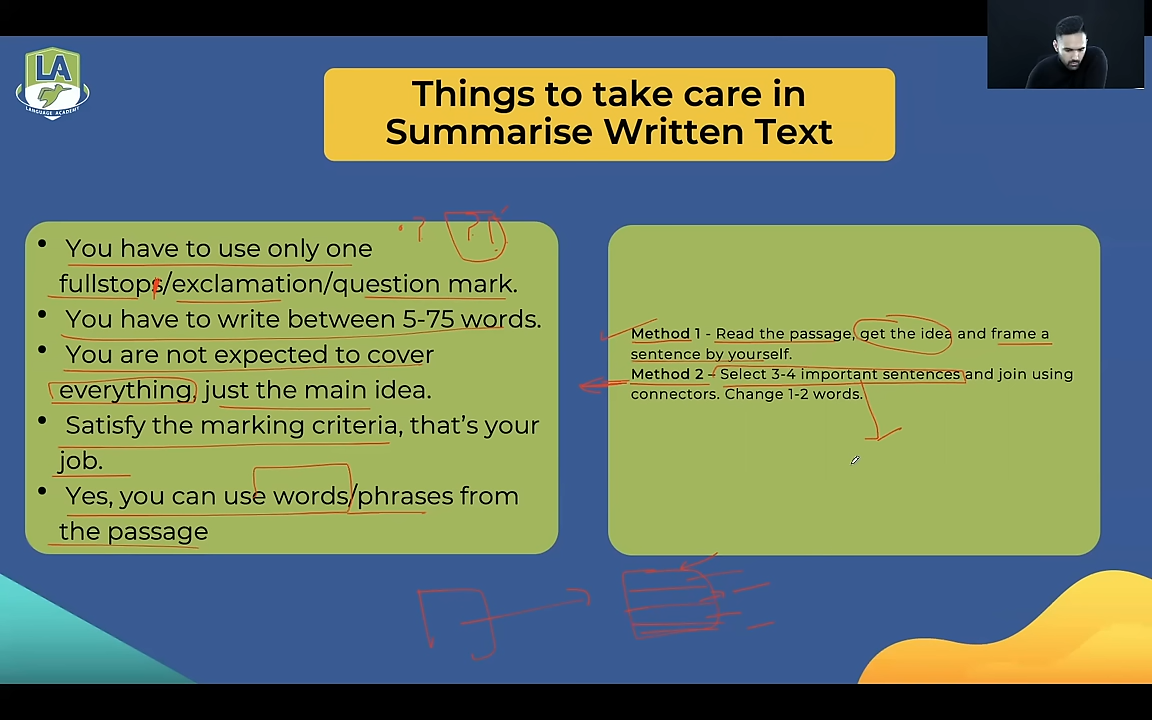 LA
LANGUAGE ACADEMY
Things to take care in
Summarise Written Text
• You have to use only one
fullstops/exclamation/question mark.
• You have to write between 5-75 words.
• You are not expected to cover
everything, just the main idea.
• Satisfy the marking criteria, that's your
job.
• Yes, you can use words/phrases from
the passage
. ? ? !
Method 1 - Read the passage, get the idea and frame a
sentence by yourself.
Method 2 - Select 3-4 important sentences and join using
connectors. Change 1-2 words.